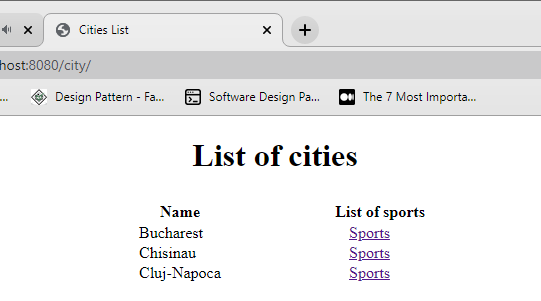 Cities List
host:8080/city/
... Design Pattern - Fa... Software Design Pa... The 7 Most Importa...
List of cities
Name List of sports
Bucharest Sports
Chisinau Sports
Cluj-Napoca Sports